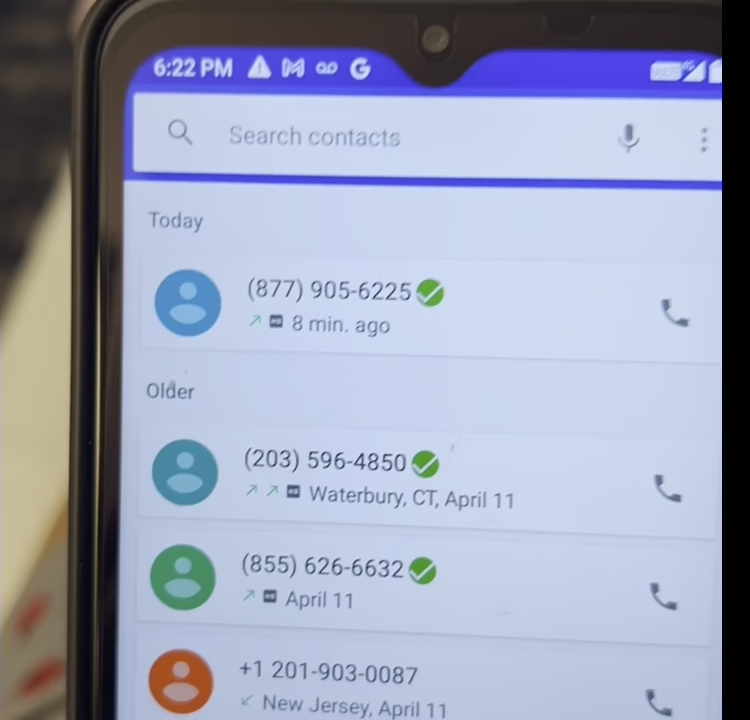 6:22 PM
Search contacts
Today
(877) 905-6225
8 min. ago
Older
(203) 596-4850
Waterbury, CT, April 11
(855) 626-6632
April 11
+1 201-903-0087
New Jersey, April 11